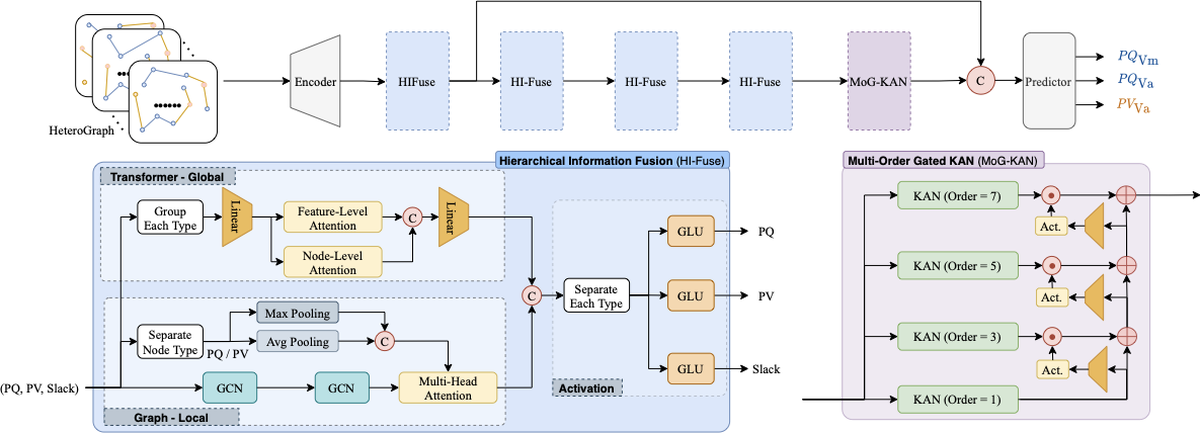 HeteroGraph
Encoder
HIFuse
HI-Fuse
HI-Fuse
HI-Fuse
MoG-KAN
C
Predictor
PQVm
PQVa
PVVa
Hierarchical Information Fusion (HI-Fuse)
Transformer - Global
Group
Each Type
Linear
Feature-Level
Attention
Node-Level
Attention
C
Linear
Separate
Node Type
PQ / PV
Max Pooling
Avg Pooling
C
(PQ, PV, Slack)
GCN
GCN
Multi-Head
Attention
Graph - Local
C
Separate
Each Type
GLU
PQ
GLU
PV
GLU
Slack
Activation
Multi-Order Gated KAN (MoG-KAN)
KAN (Order = 7)
Act.
KAN (Order = 5)
Act.
KAN (Order = 3)
Act.
KAN (Order = 1)